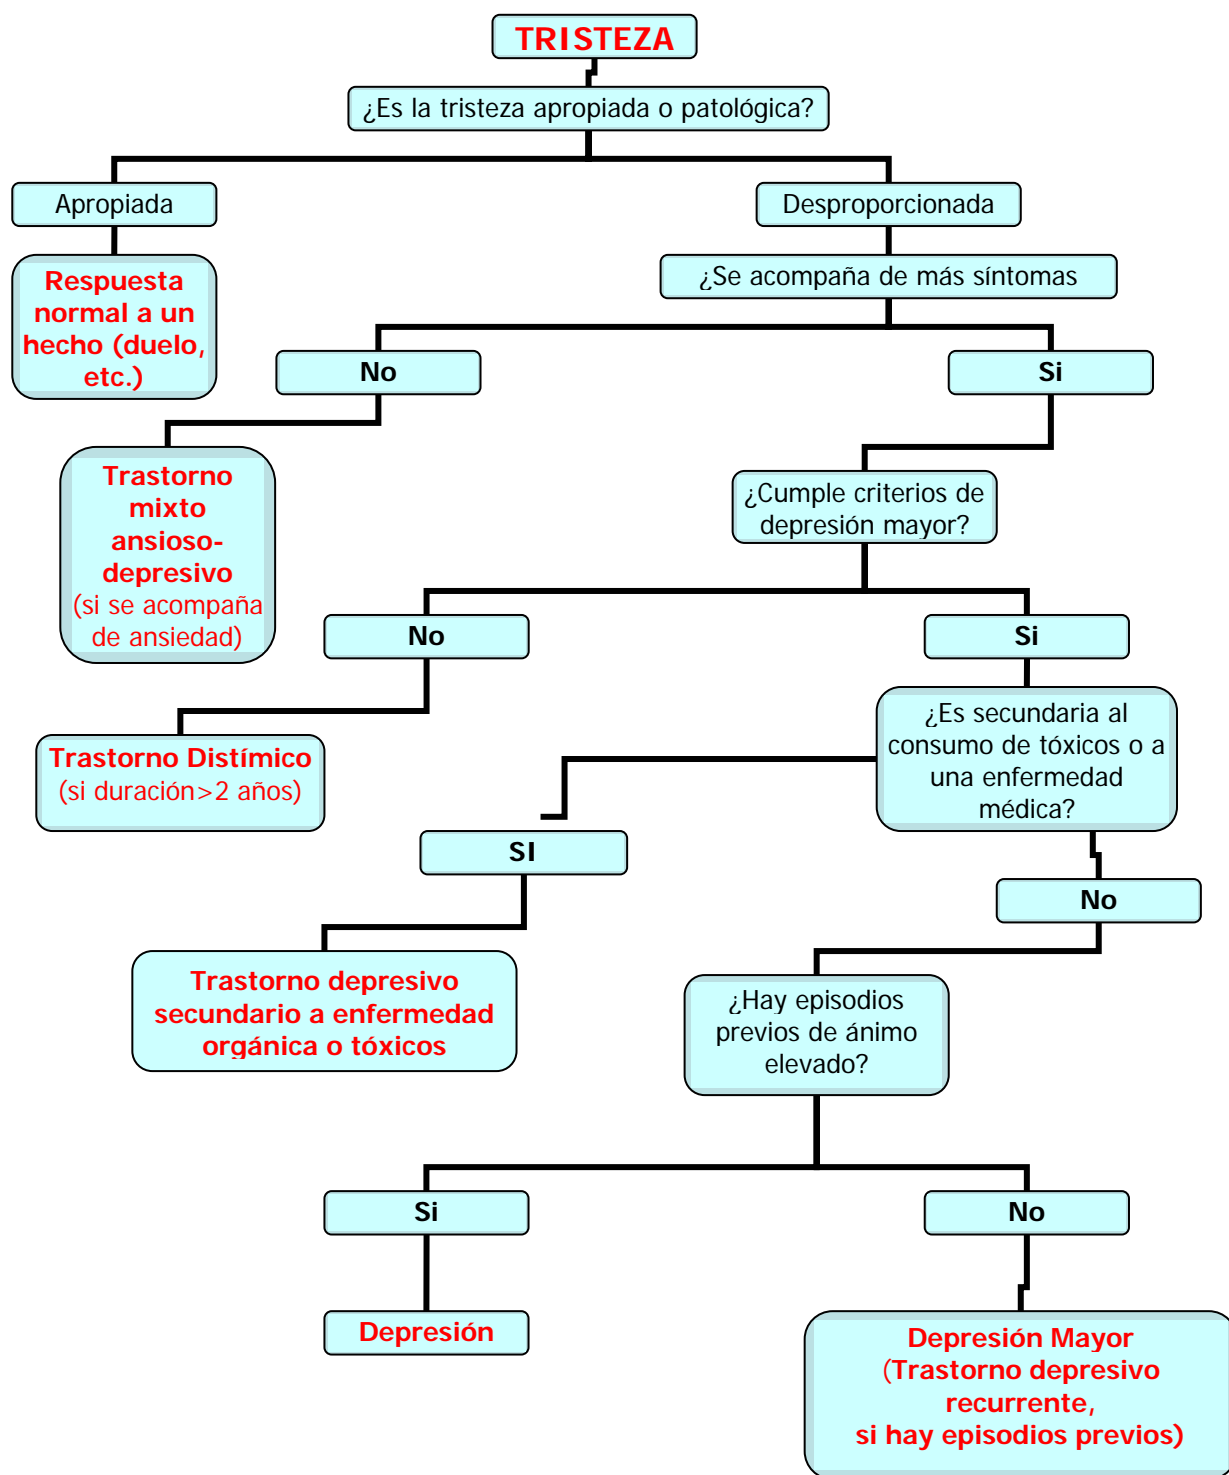 TRISTEZA
¿Es la tristeza apropiada o patológica?
Apropiada
Desproporcionada
Respuesta
normal a un
hecho (duelo,
etc.)
¿Se acompaña de más síntomas
No
Si
Trastorno
mixto
ansioso-
depresivo
(si se acompaña
de ansiedad)
¿Cumple criterios de
depresión mayor?
No
Si
Trastorno Distímico
(si duración>2 años)
¿Es secundaria al
consumo de tóxicos o a
una enfermedad
médica?
SI
No
Trastorno depresivo
secundario a enfermedad
orgánica o tóxicos
¿Hay episodios
previos de ánimo
elevado?
Si
No
Depresión
Depresión Mayor
(Trastorno depresivo
recurrente,
si hay episodios previos)